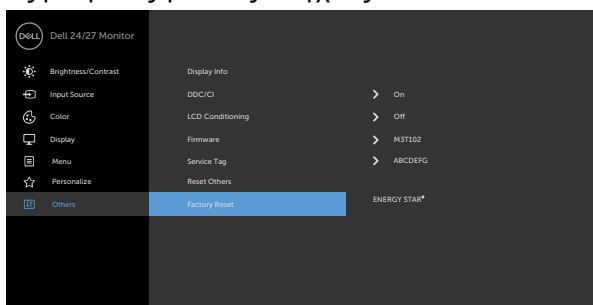 DELL Dell 24/27 Monitor
Brightness/Contrast Display Info
Input Source DDC/CI On
Color LCD Conditioning Off
Display Firmware M3T102
Menu Service Tag ABCDEFG
Personalize Reset Others
Others Factory Reset ENERGY STAR®